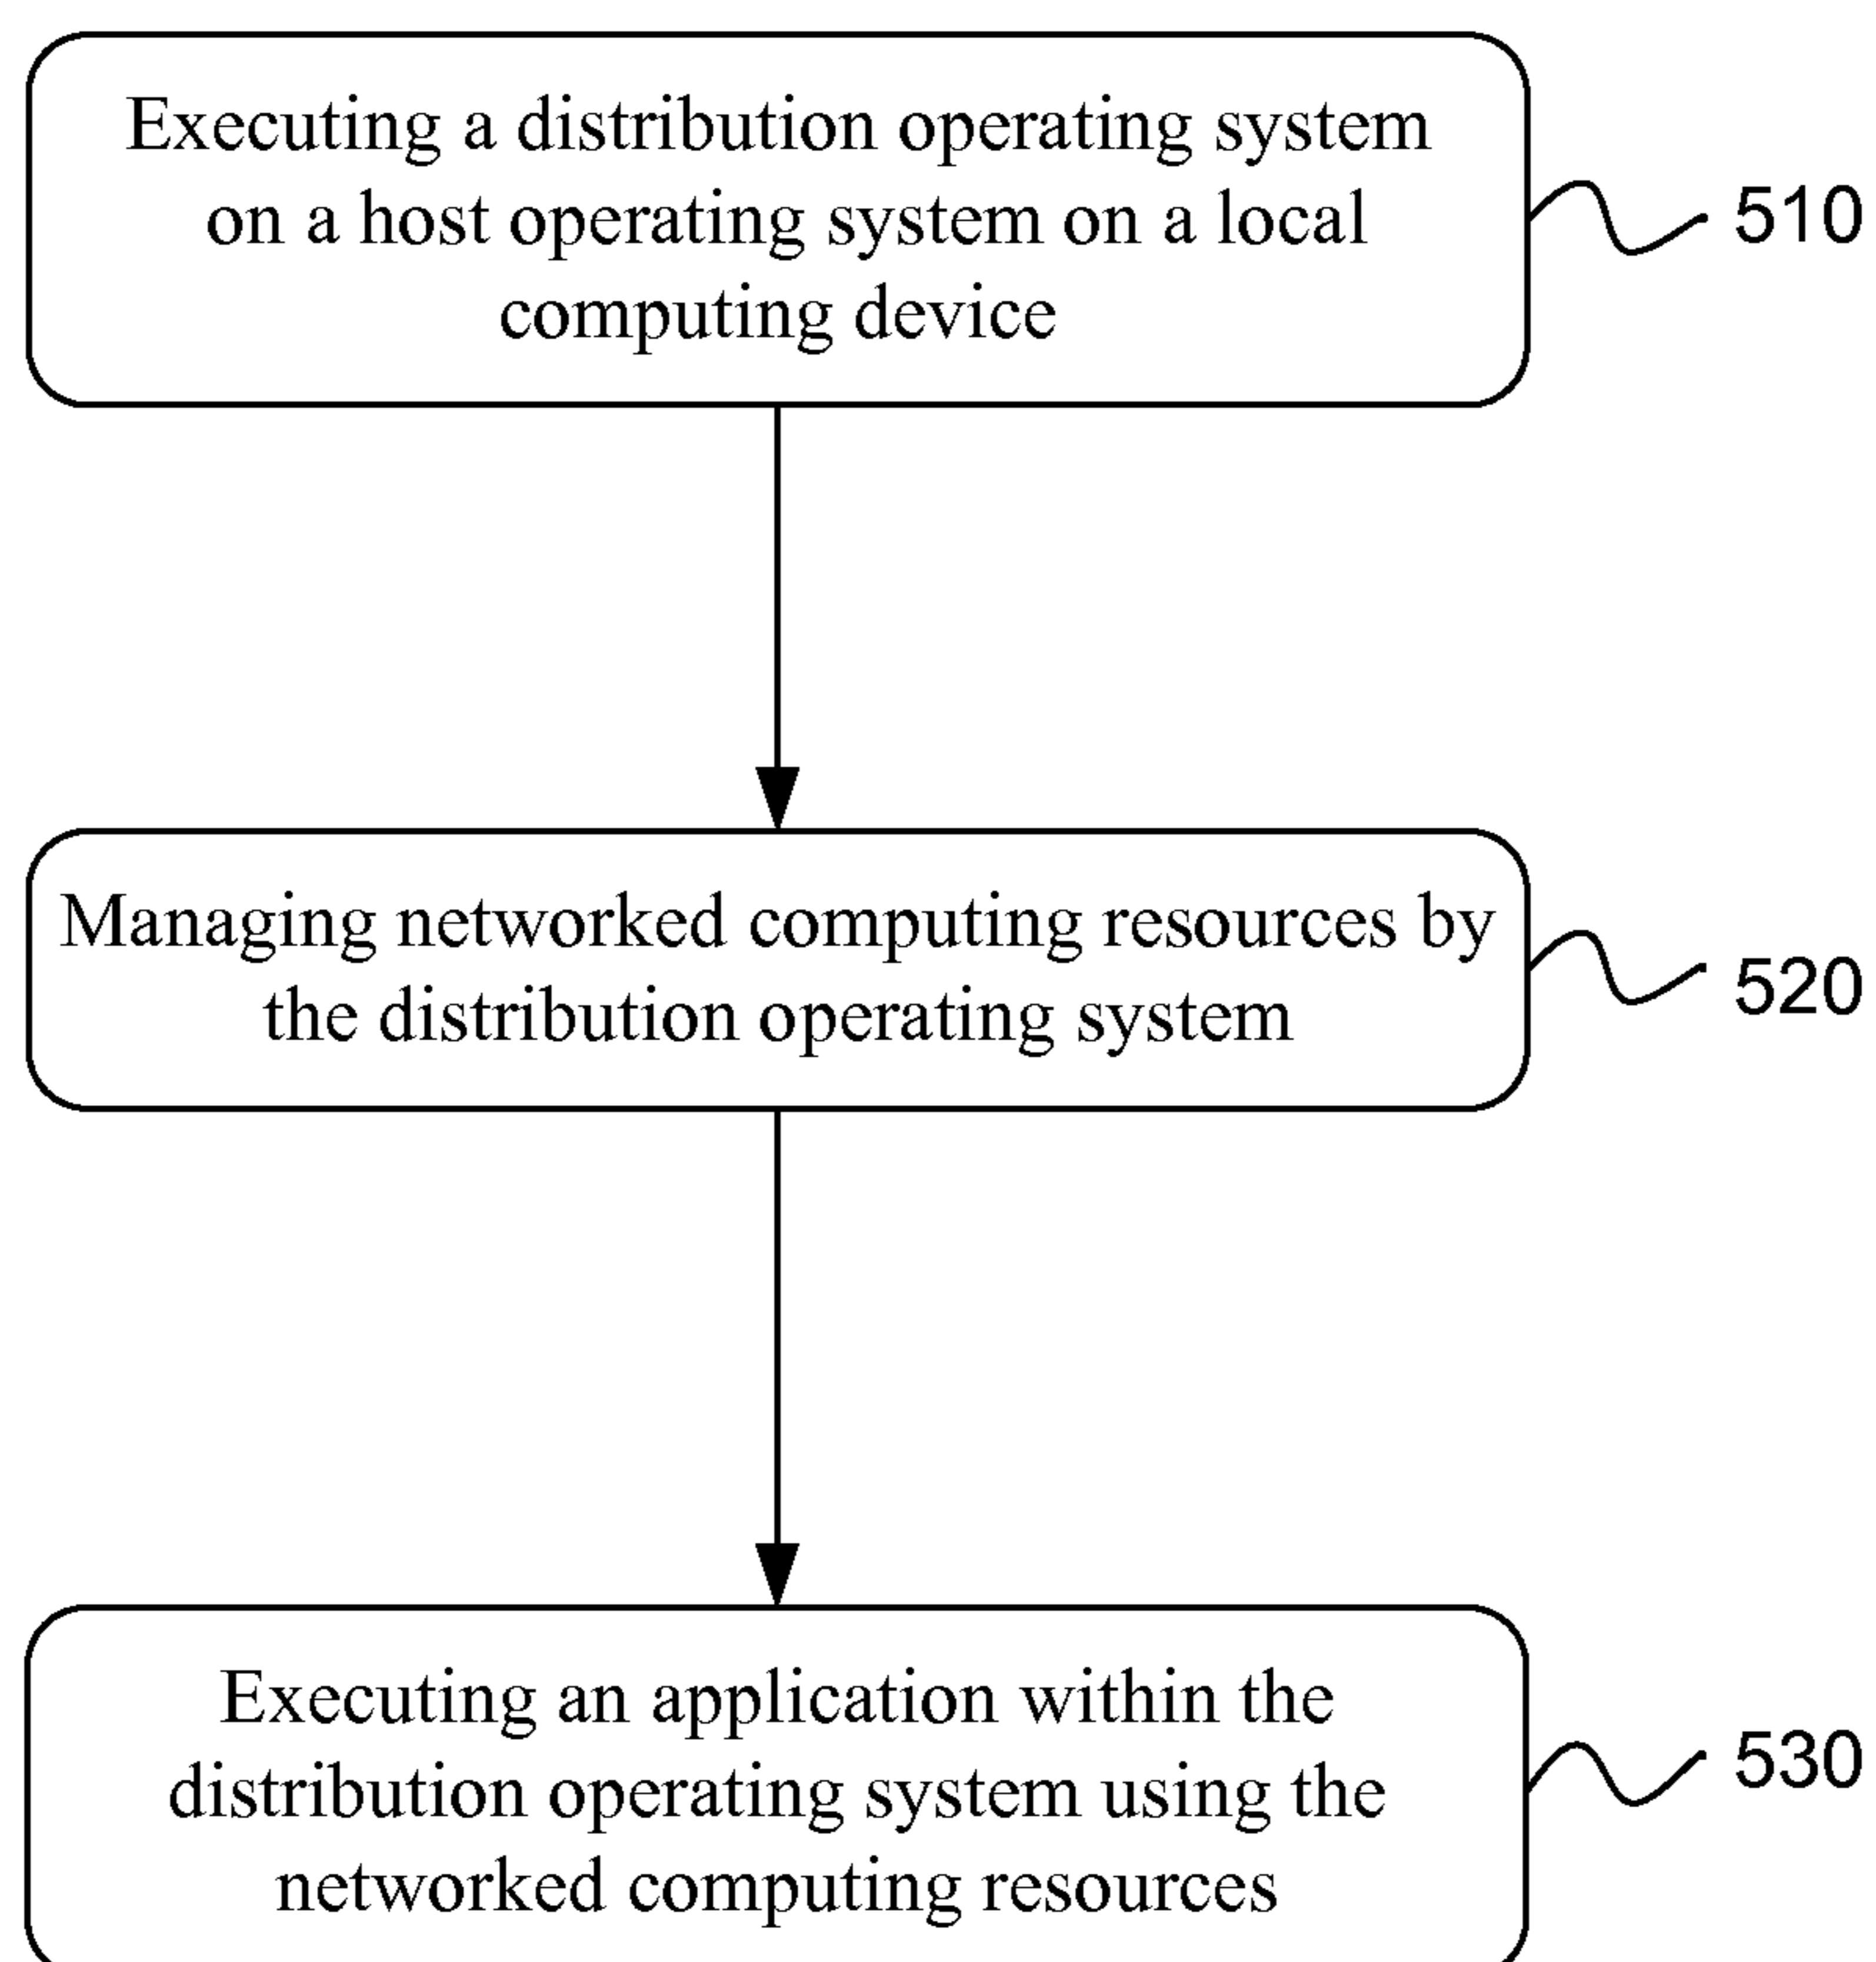 Executing a distribution operating system
on a host operating system on a local
computing device
510
Managing networked computing resources by
the distribution operating system
520
Executing an application within the
distribution operating system using the
networked computing resources
530